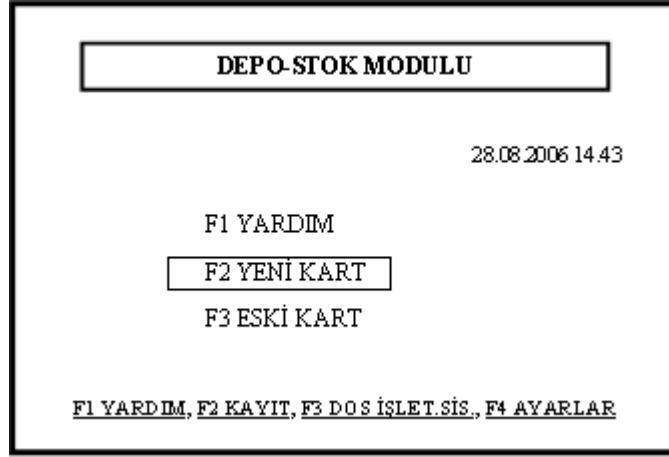 DEPO-STOK MODULU
28.08.2006 14.43
F1 YARDIM
F2 YENİ KART
F3 ESKİ KART
F1 YARDIM, F2 KAYIT, F3 DOS İŞLET.SİS., F4 AYARLAR